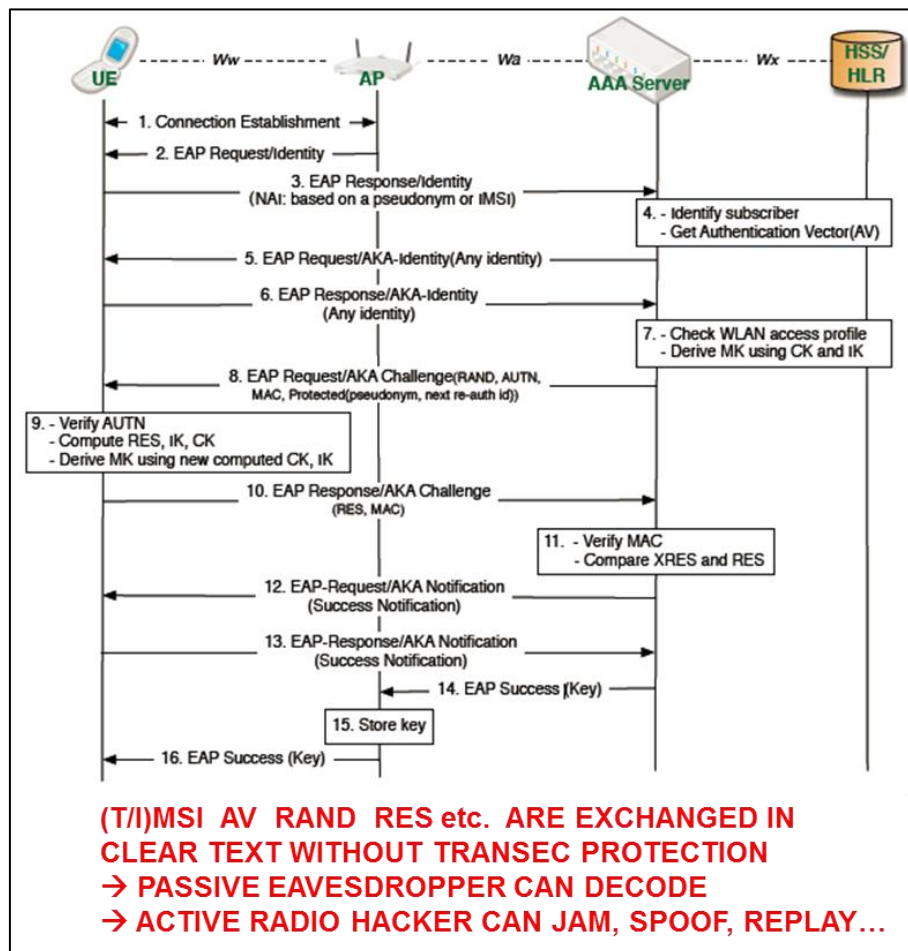 UE
Ww
AP
Wa
AAA Server
Wx
HSS/
HLR
1. Connection Establishment
2. EAP Request/Identity
3. EAP Response/Identity
(NAI: based on a pseudonym or IMSI)
4. - Identify subscriber
- Get Authentication Vector(AV)
5. EAP Request/AKA-Identity(Any identity)
6. EAP Response/AKA-Identity
(Any identity)
7. - Check WLAN access profile
- Derive MK using CK and IK
8. EAP Request/AKA Challenge(RAND, AUTN,
MAC, Protected(pseudonym, next re-auth id))
9. - Verify AUTN
- Compute RES, IK, CK
- Derive MK using new computed CK, IK
10. EAP Response/AKA Challenge
(RES, MAC)
11. - Verify MAC
- Compare XRES and RES
12. EAP-Request/AKA Notification
(Success Notification)
13. EAP-Response/AKA Notification
(Success Notification)
14. EAP Success (Key)
15. Store key
16. EAP Success (Key)
(T/I)MSI AV RAND RES etc. ARE EXCHANGED IN
CLEAR TEXT WITHOUT TRANSEC PROTECTION
→ PASSIVE EAVESDROPPER CAN DECODE
→ ACTIVE RADIO HACKER CAN JAM, SPOOF, REPLAY…